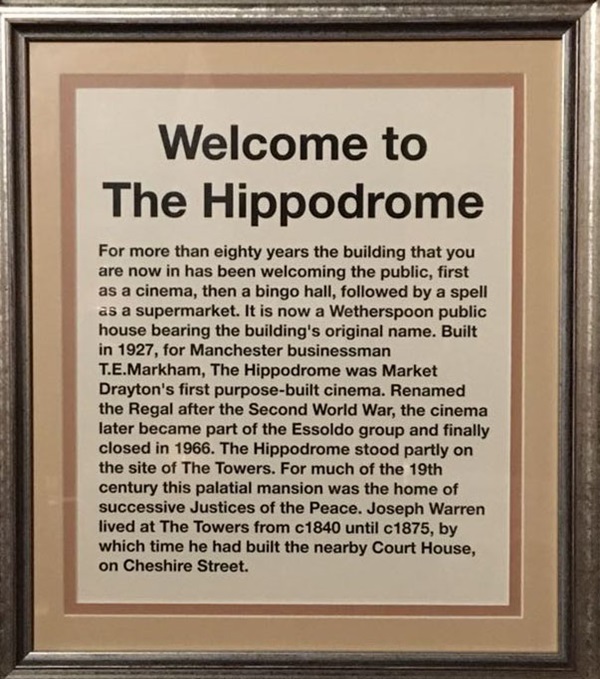 Welcome to
The Hippodrome
For more than eighty years the building that you
are now in has been welcoming the public, first
as a cinema, then a bingo hall, followed by a spell
as a supermarket. It is now a Wetherspoon public
house bearing the building's original name. Built
in 1927, for Manchester businessman
T.E.Markham, The Hippodrome was Market
Drayton's first purpose-built cinema. Renamed
the Regal after the Second World War, the cinema
later became part of the Essoldo group and finally
closed in 1966. The Hippodrome stood partly on
the site of The Towers. For much of the 19th
century this palatial mansion was the home of
successive Justices of the Peace. Joseph Warren
lived at The Towers from c1840 until c1875, by
which time he had built the nearby Court House,
on Cheshire Street.